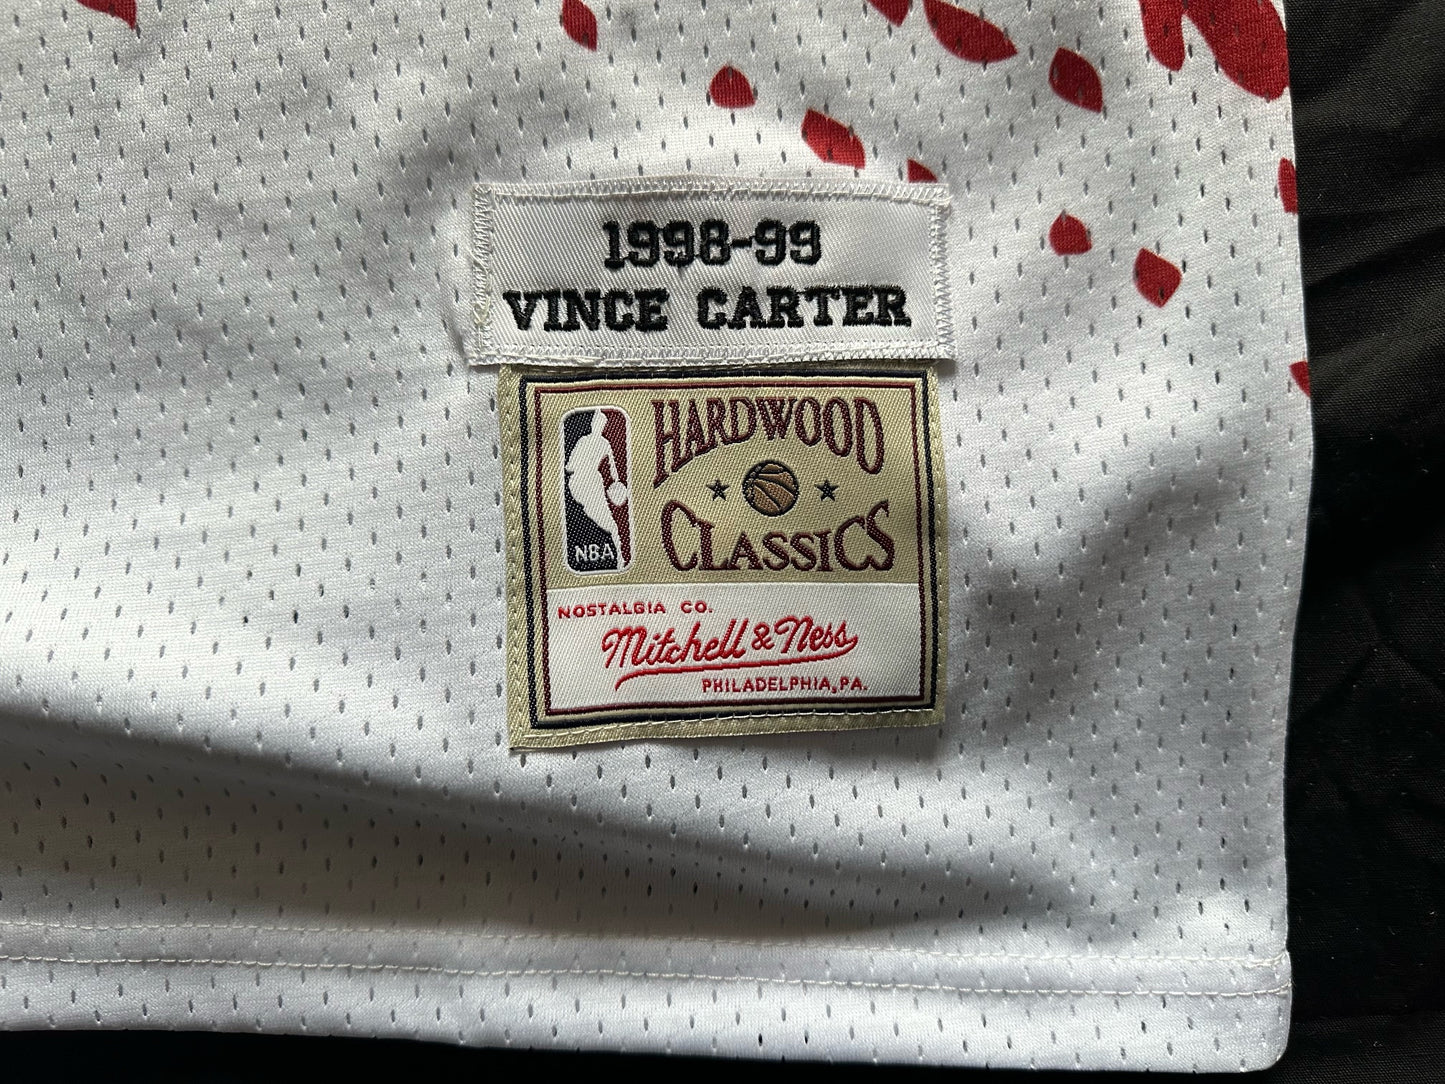 1998-99
VINCE CARTER
HARDWOOD
CLASSICS
NBA
NOSTALGIA CO.
Mitchell & Ness
PHILADELPHIA, PA.